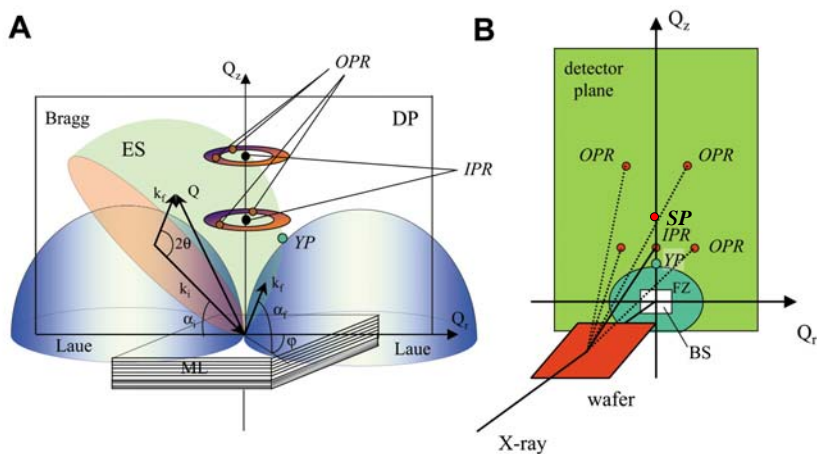 A
Q_z
OPR
Bragg
DP
ES
IPR
k_f
Q
YP
2θ
k_i
k_f
α_i
α_f
φ
Q_r
Laue
Laue
ML
B
Q_z
detector
plane
OPR
OPR
SP
IPR
OPR
YP
FZ
Q_r
BS
wafer
X-ray